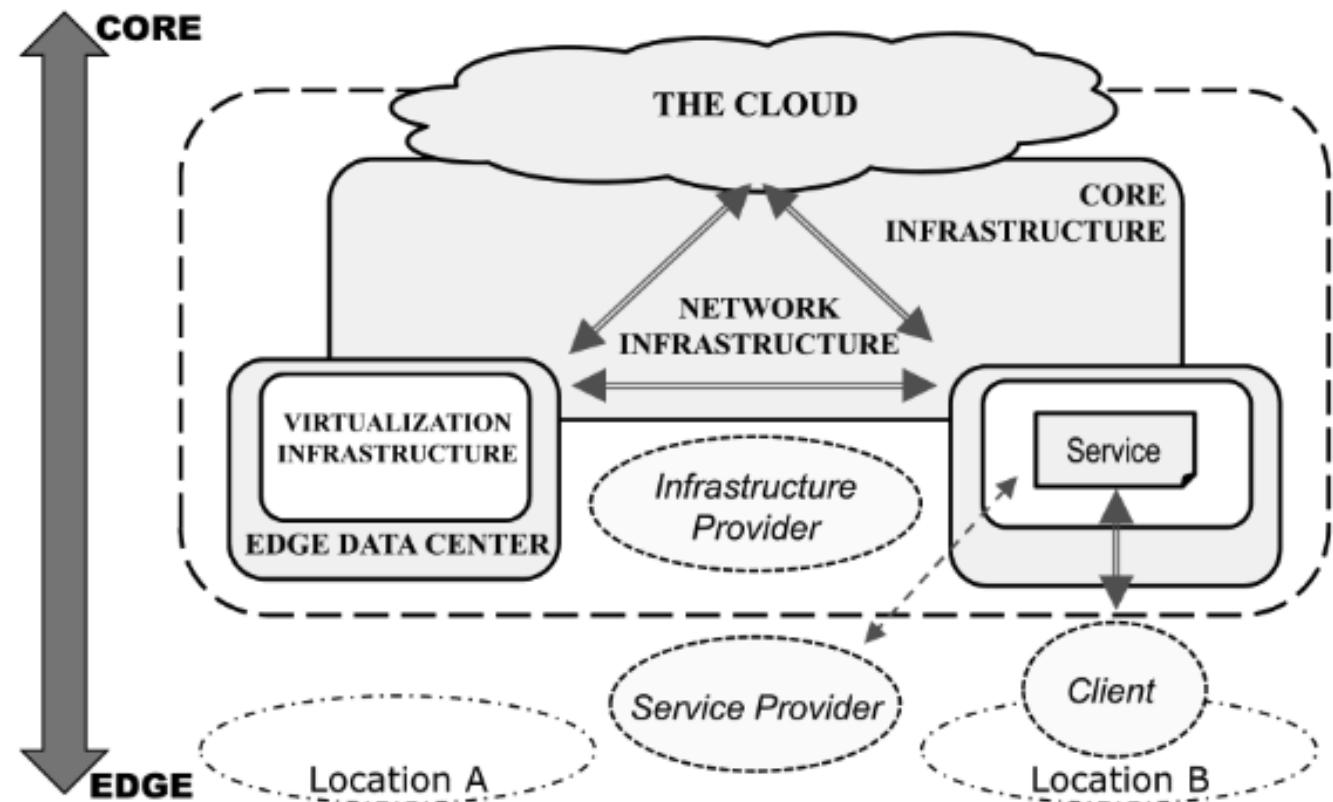 CORE
THE CLOUD
CORE
INFRASTRUCTURE
NETWORK
INFRASTRUCTURE
VIRTUALIZATION
INFRASTRUCTURE
EDGE DATA CENTER
Service
Infrastructure
Provider
Service Provider
Client
Location A
Location B
EDGE